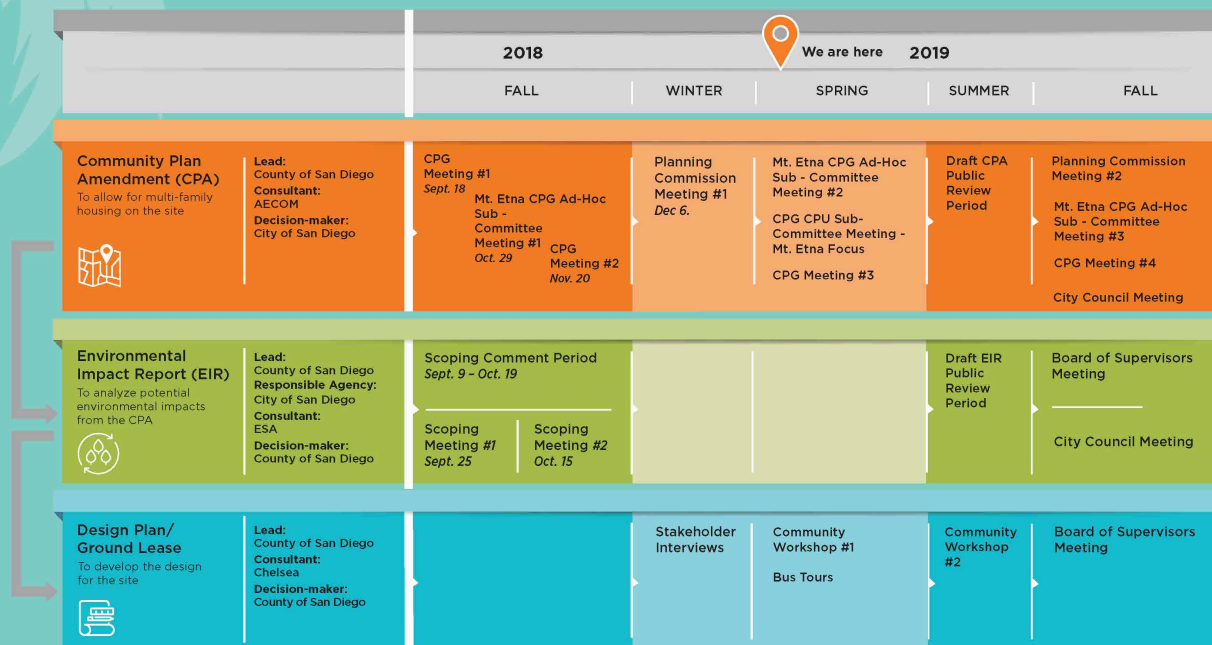 2018
We are here
2019
FALL
WINTER
SPRING
SUMMER
FALL
Community Plan
Amendment (CPA)
To allow for multi-family
housing on the site
Lead:
County of San Diego
Consultant:
AECOM
Decision-maker:
City of San Diego
CPG
Meeting #1
Sept. 18
Mt. Etna CPG Ad-Hoc
Sub -
Committee
Meeting #1
Oct. 29
CPG
Meeting #2
Nov. 20
Planning
Commission
Meeting #1
Dec 6.
Mt. Etna CPG Ad-Hoc
Sub - Committee
Meeting #2
CPG CPU Sub-
Committee Meeting -
Mt. Etna Focus
CPG Meeting #3
Draft CPA
Public
Review
Period
Planning Commission
Meeting #2
Mt. Etna CPG Ad-Hoc
Sub - Committee
Meeting #3
CPG Meeting #4
City Council Meeting
Environmental
Impact Report (EIR)
To analyze potential
environmental impacts
from the CPA
Lead:
County of San Diego
Responsible Agency:
City of San Diego
Consultant:
ESA
Decision-maker:
County of San Diego
Scoping Comment Period
Sept. 9 – Oct. 19
Scoping
Meeting #1
Sept. 25
Scoping
Meeting #2
Oct. 15
Draft EIR
Public
Review
Period
Board of Supervisors
Meeting
City Council Meeting
Design Plan/
Ground Lease
To develop the design
for the site
Lead:
County of San Diego
Consultant:
Chelsea
Decision-maker:
County of San Diego
Stakeholder
Interviews
Community
Workshop #1
Bus Tours
Community
Workshop
#2
Board of Supervisors
Meeting